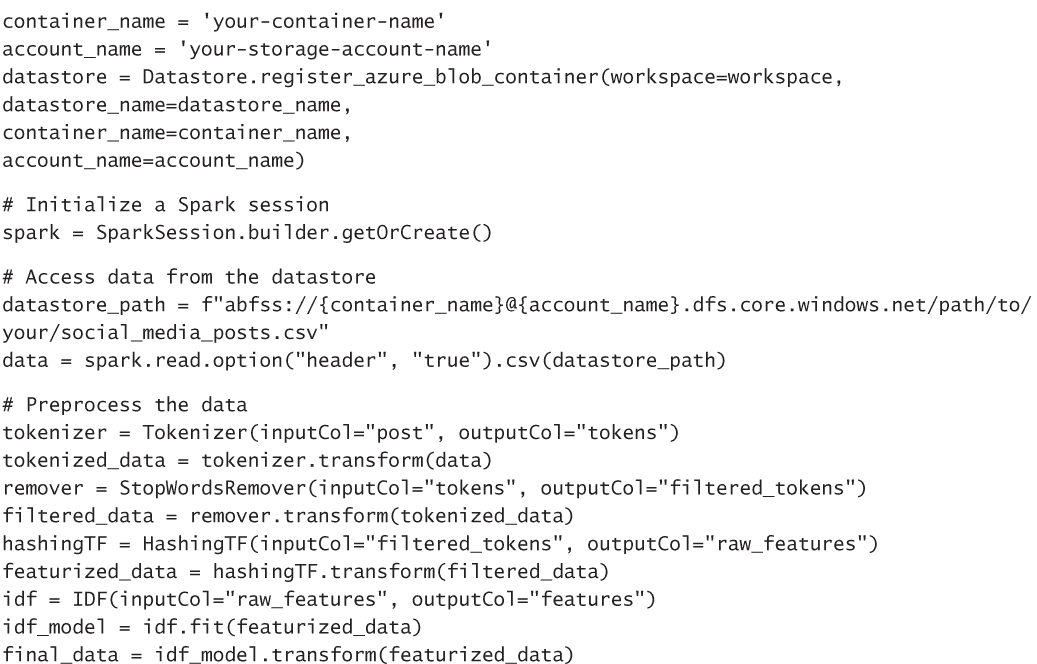 container_name = 'your-container-name'
account_name = 'your-storage-account-name'
datastore = Datastore.register_azure_blob_container(workspace=workspace,
datastore_name=datastore_name,
container_name=container_name,
account_name=account_name)
# Initialize a Spark session
spark = SparkSession.builder.getOrCreate()
# Access data from the datastore
datastore_path = f"abfss://{container_name}@{account_name}.dfs.core.windows.net/path/to/
your/social_media_posts.csv"
data = spark.read.option("header", "true").csv(datastore_path)
# Preprocess the data
tokenizer = Tokenizer(inputCol="post", outputCol="tokens")
tokenized_data = tokenizer.transform(data)
remover = StopWordsRemover(inputCol="tokens", outputCol="filtered_tokens")
filtered_data = remover.transform(tokenized_data)
hashingTF = HashingTF(inputCol="filtered_tokens", outputCol="raw_features")
featurized_data = hashingTF.transform(filtered_data)
idf = IDF(inputCol="raw_features", outputCol="features")
idf_model = idf.fit(featurized_data)
final_data = idf_model.transform(featurized_data)